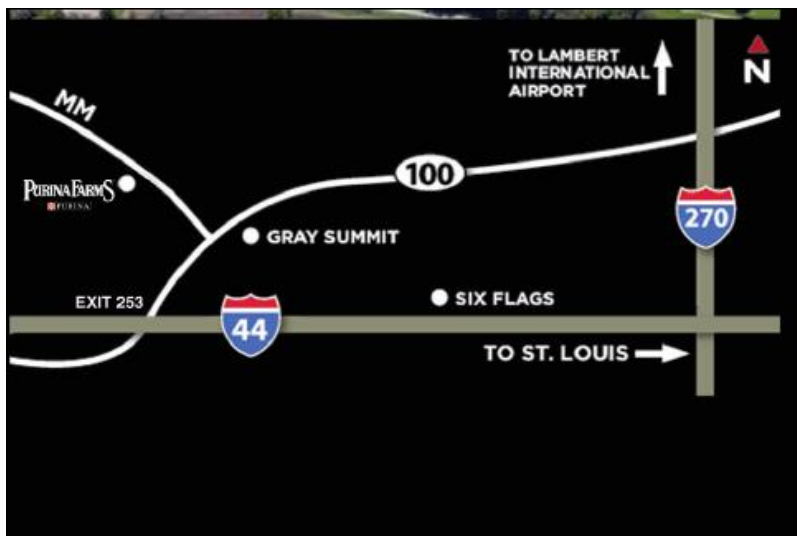 TO LAMBERT
INTERNATIONAL
AIRPORT
N
MM
100
PURINA FARMS
PURINA
270
GRAY SUMMIT
EXIT 253
SIX FLAGS
44
TO ST. LOUIS